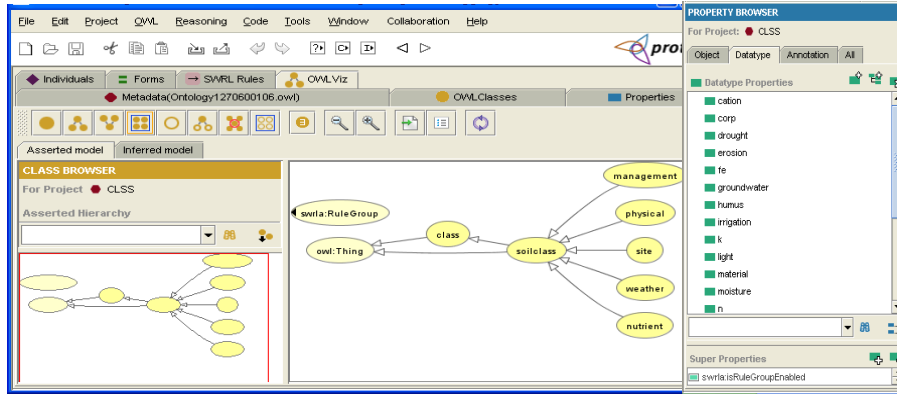 File Edit Project OWL Reasoning Code Tools Window Collaboration Help
Individuals Forms SWRL Rules OWLViz
Metadata(Ontology1270600106.owl) OWLClasses Properties
Asserted model Inferred model
CLASS BROWSER
For Project CLSS
Asserted Hierarchy
swrla:RuleGroup
owl:Thing
class
soilclass
management
physical
site
weather
nutrient
PROPERTY BROWSER
For Project: CLSS
Object Datatype Annotation All
Datatype Properties
cation
corp
drought
erosion
fe
groundwater
humus
irrigation
k
light
material
moisture
n
Super Properties
swrla:isRuleGroupEnabled